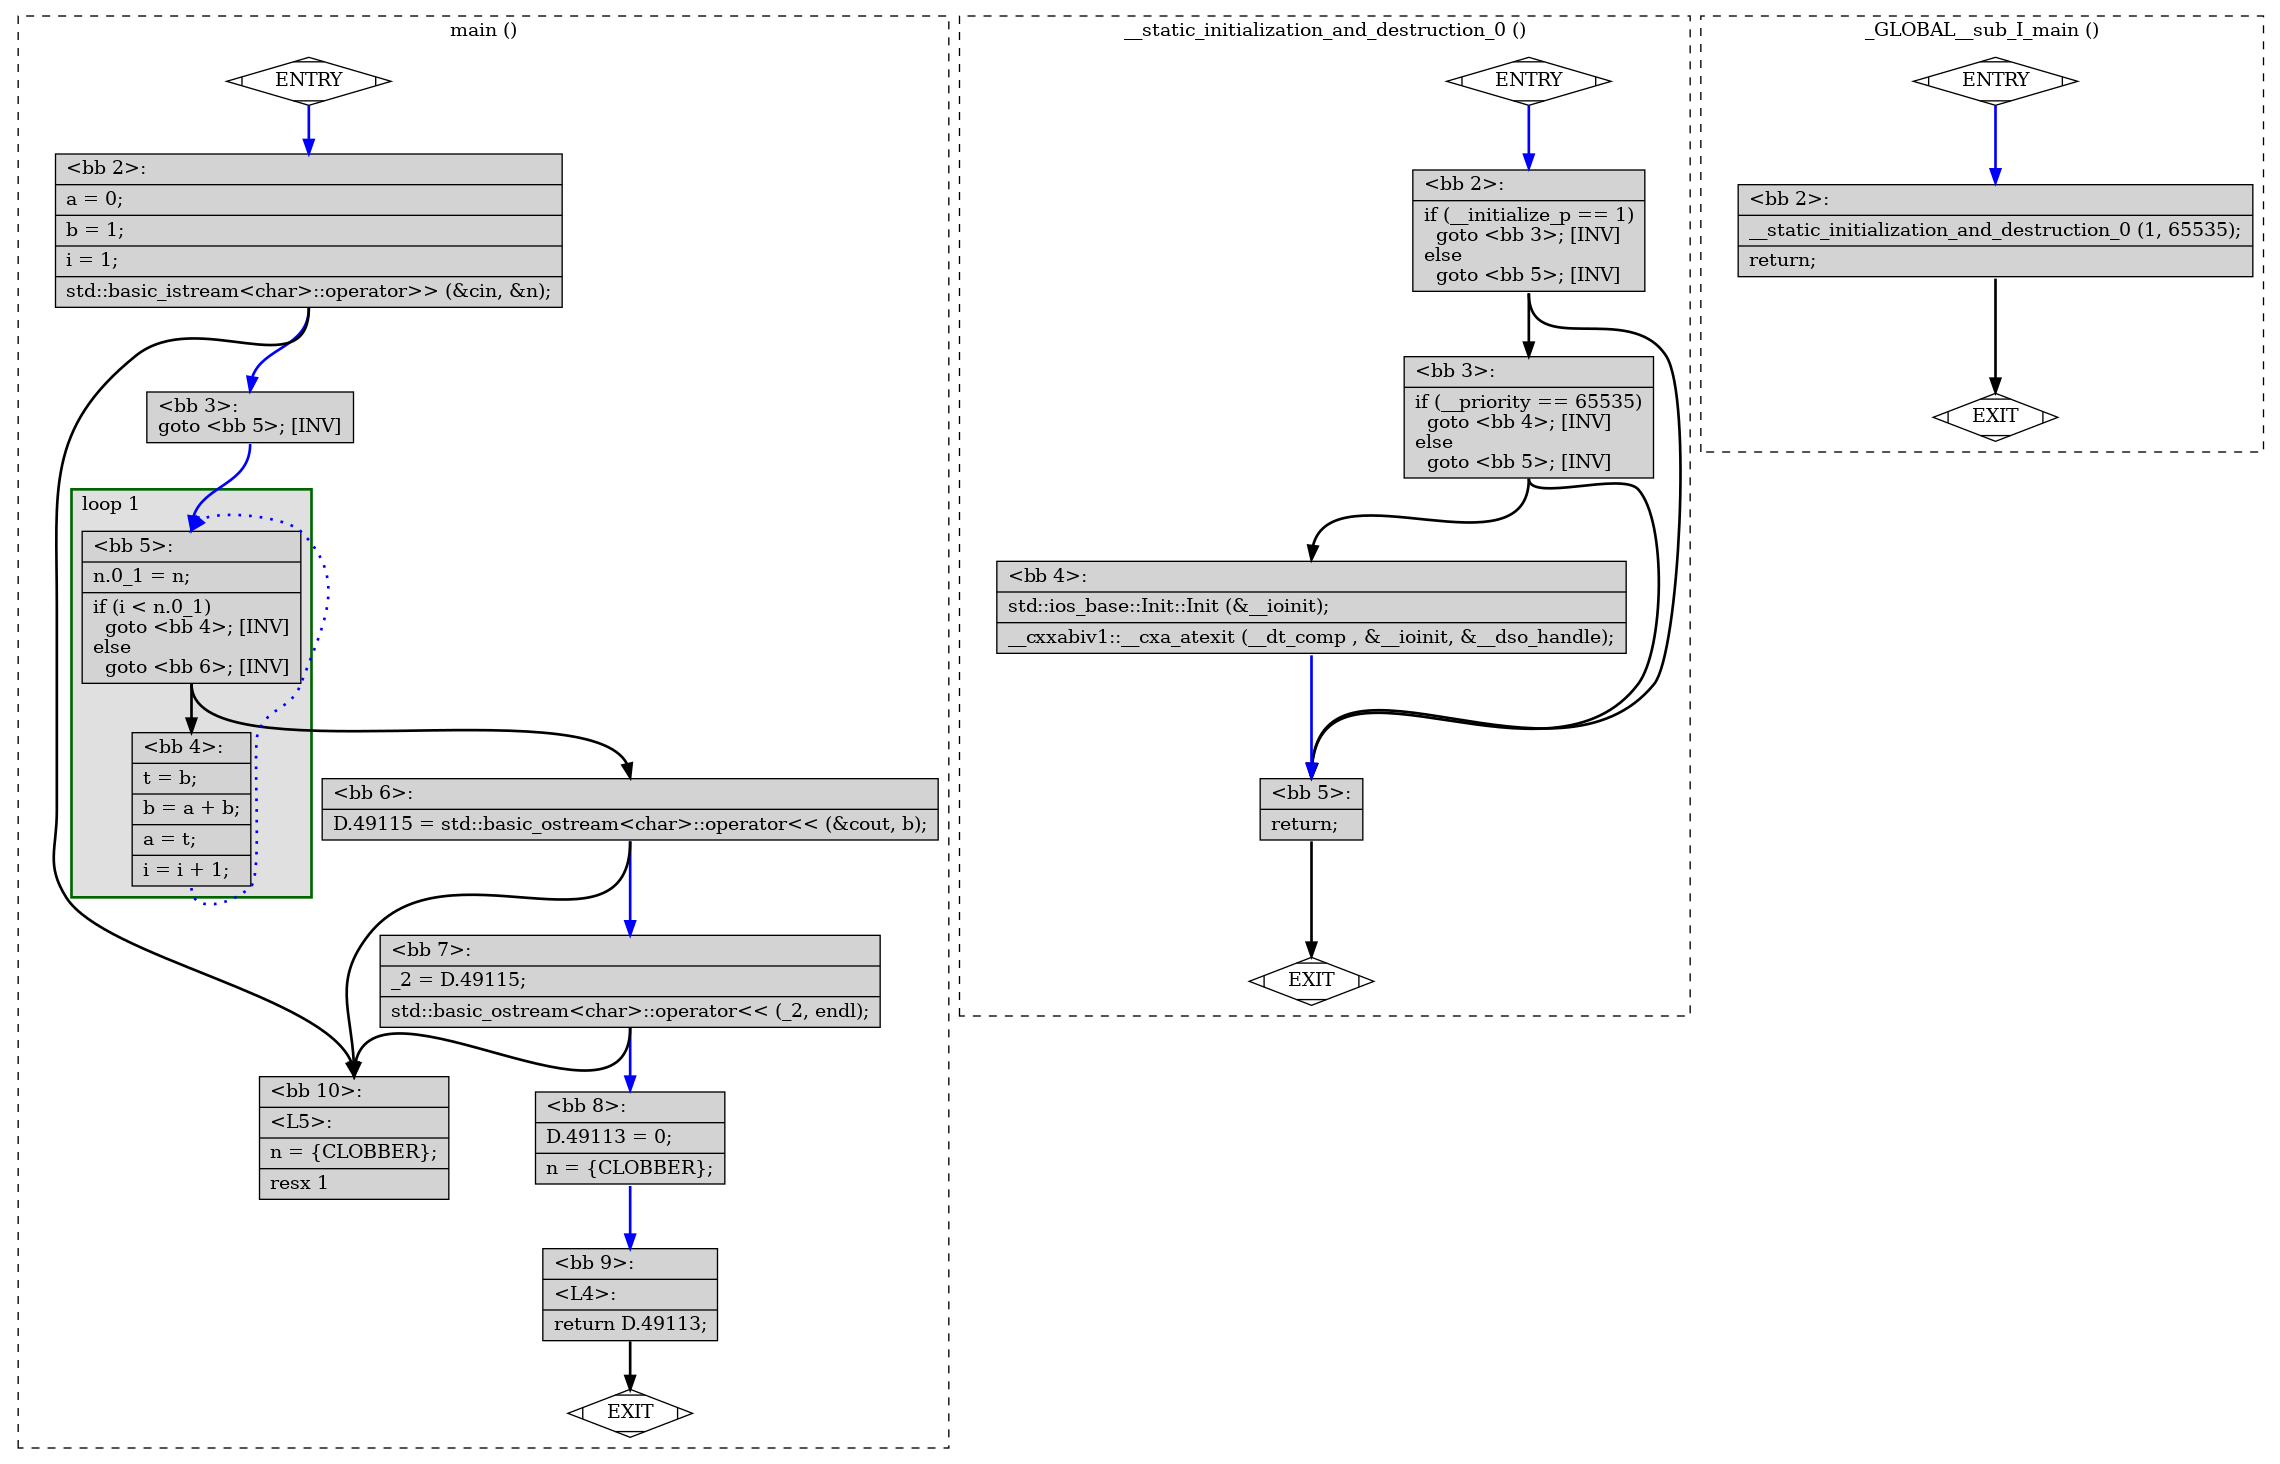 main ()
ENTRY
<bb 2>:
a = 0;
b = 1;
i = 1;
std::basic_istream<char>::operator>> (&cin, &n);
<bb 3>:
goto <bb 5>; [INV]
loop 1
<bb 5>:
n.0_1 = n;
if (i < n.0_1)
goto <bb 4>; [INV]
else
goto <bb 6>; [INV]
<bb 4>:
t = b;
b = a + b;
a = t;
i = i + 1;
<bb 6>:
D.49115 = std::basic_ostream<char>::operator<< (&cout, b);
<bb 7>:
_2 = D.49115;
std::basic_ostream<char>::operator<< (_2, endl);
<bb 10>:
<L5>:
n = {CLOBBER};
resx 1
<bb 8>:
D.49113 = 0;
n = {CLOBBER};
<bb 9>:
<L4>:
return D.49113;
EXIT
__static_initialization_and_destruction_0 ()
ENTRY
<bb 2>:
if (__initialize_p == 1)
goto <bb 3>; [INV]
else
goto <bb 5>; [INV]
<bb 3>:
if (__priority == 65535)
goto <bb 4>; [INV]
else
goto <bb 5>; [INV]
<bb 4>:
std::ios_base::Init::Init (&__ioinit);
__cxxabiv1::__cxa_atexit (__dt_comp , &__ioinit, &__dso_handle);
<bb 5>:
return;
EXIT
_GLOBAL__sub_I_main ()
ENTRY
<bb 2>:
__static_initialization_and_destruction_0 (1, 65535);
return;
EXIT